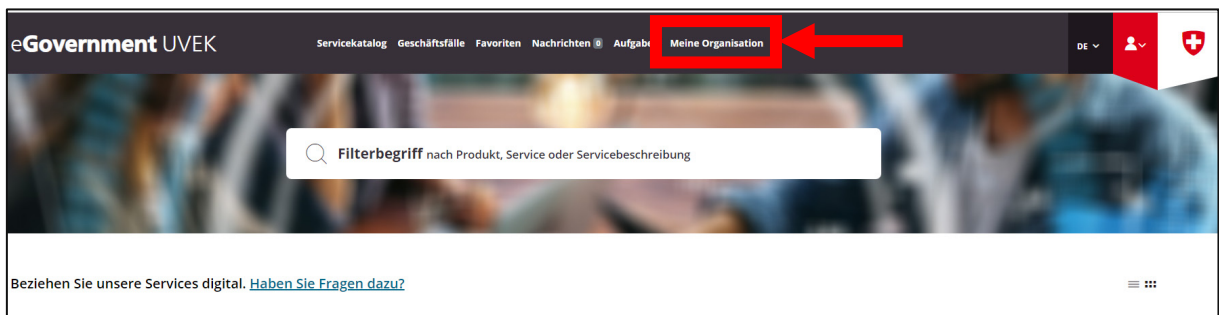 eGovernment UVEK
Servicekatalog Geschäftsfälle Favoriten Nachrichten 0 Aufgabe Meine Organisation
DE
Filterbegriff nach Produkt, Service oder Servicebeschreibung
Beziehen Sie unsere Services digital. Haben Sie Fragen dazu?